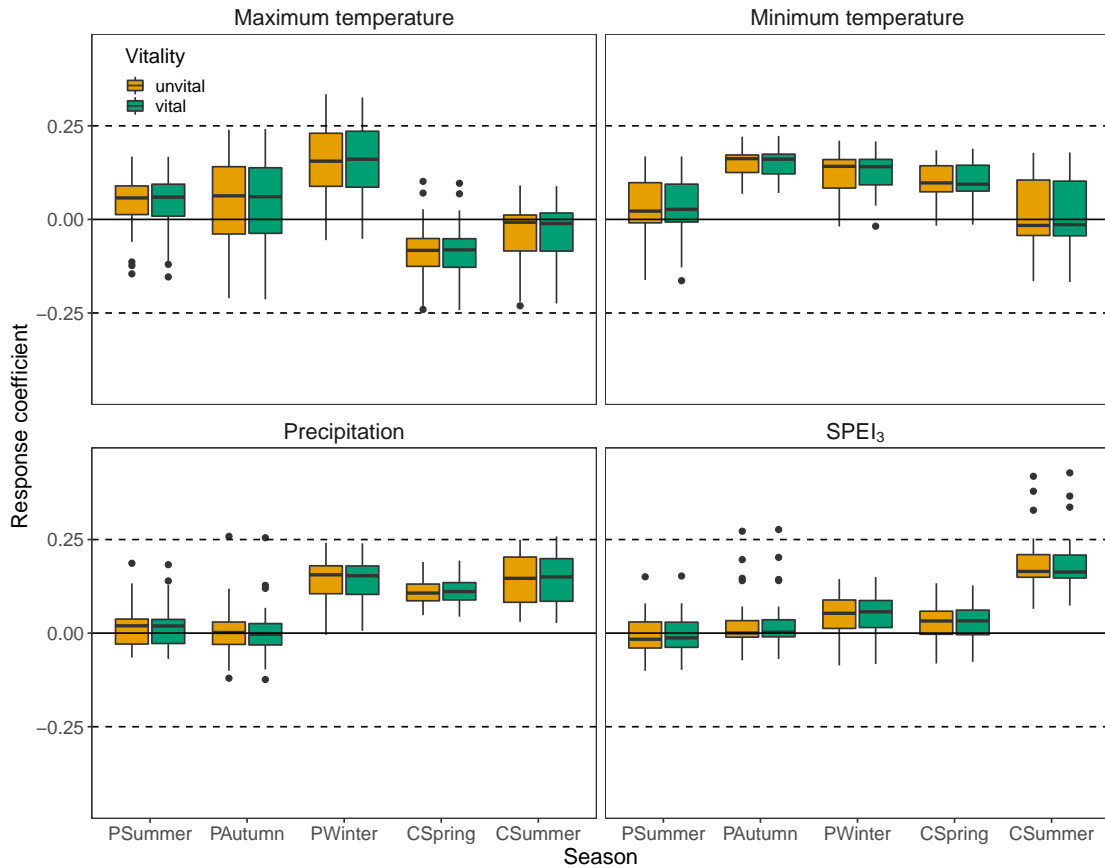 Maximum temperature
Minimum temperature
Vitality
unvital
vital
0.25
0.00
−0.25
Response coefficient
Precipitation
SPEI₃
0.25
0.00
−0.25
PSummer PAutumn PWinter CSpring CSummer
PSummer PAutumn PWinter CSpring CSummer
Season